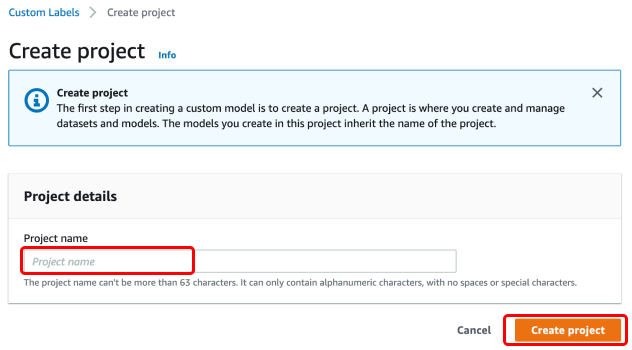 Custom Labels > Create project
Create project Info
Create project
The first step in creating a custom model is to create a project. A project is where you create and manage
datasets and models. The models you create in this project inherit the name of the project.
Project details
Project name
Project name
The project name can't be more than 63 characters. It can only contain alphanumeric characters, with no spaces or special characters.
Cancel Create project